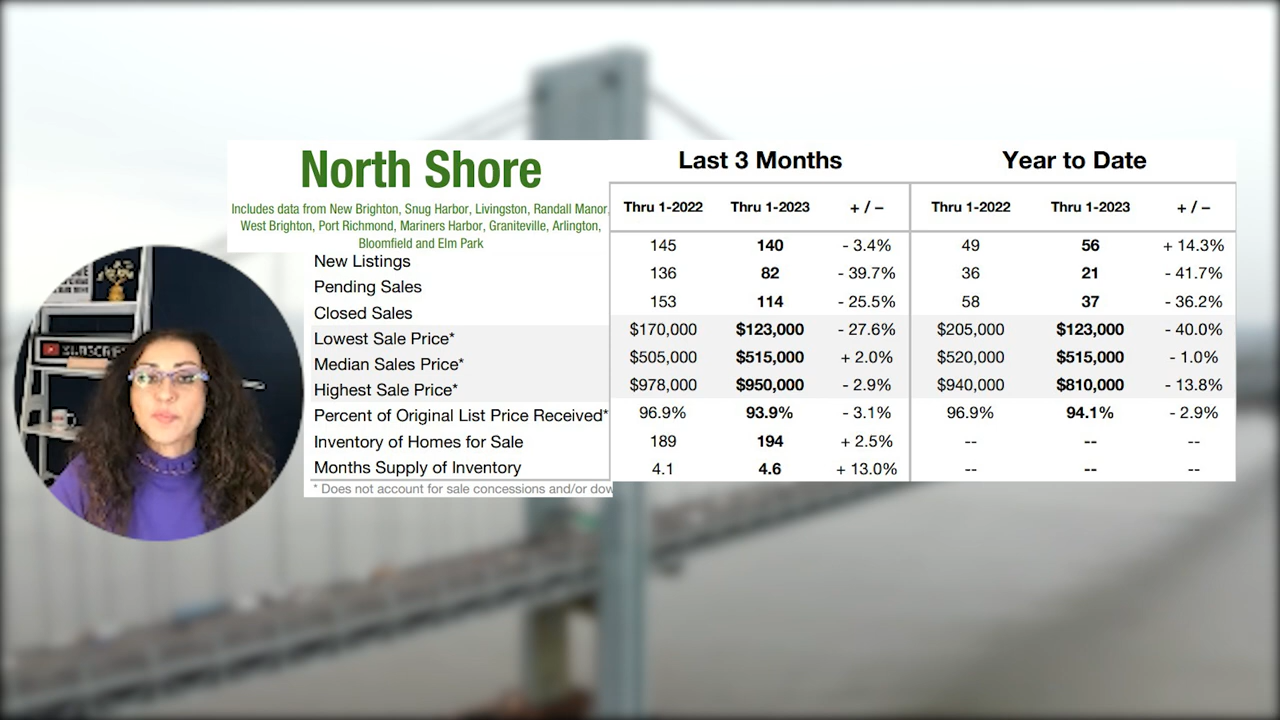 North Shore
Includes data from New Brighton, Snug Harbor, Livingston, Randall Manor,
West Brighton, Port Richmond, Mariners Harbor, Graniteville, Arlington,
Bloomfield and Elm Park
Last 3 Months Year to Date
Thru 1-2022 Thru 1-2023 + / – Thru 1-2022 Thru 1-2023 + / –
New Listings 145 140 - 3.4% 49 56 + 14.3%
Pending Sales 136 82 - 39.7% 36 21 - 41.7%
Closed Sales 153 114 - 25.5% 58 37 - 36.2%
Lowest Sale Price* $170,000 $123,000 - 27.6% $205,000 $123,000 - 40.0%
Median Sales Price* $505,000 $515,000 + 2.0% $520,000 $515,000 - 1.0%
Highest Sale Price* $978,000 $950,000 - 2.9% $940,000 $810,000 - 13.8%
Percent of Original List Price Received* 96.9% 93.9% - 3.1% 96.9% 94.1% - 2.9%
Inventory of Homes for Sale 189 194 + 2.5% -- -- --
Months Supply of Inventory 4.1 4.6 + 13.0% -- -- --
* Does not account for sale concessions and/or